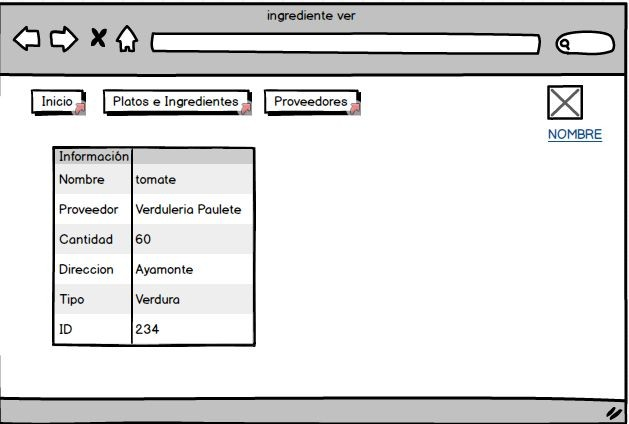 ingrediente ver
Inicio Platos e Ingredientes Proveedores
NOMBRE
Información
Nombre tomate
Proveedor Verduleria Paulete
Cantidad 60
Direccion Ayamonte
Tipo Verdura
ID 234